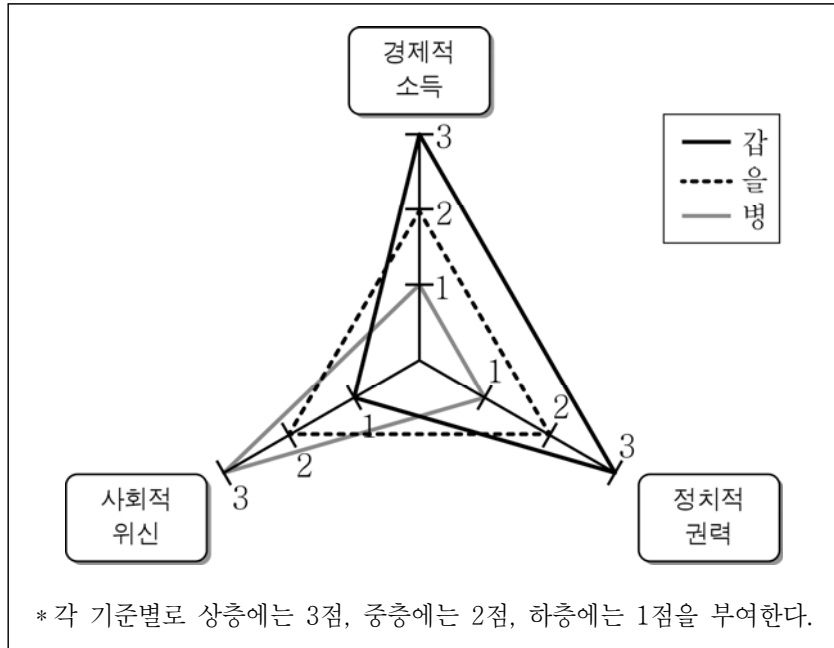 경제적
소득
3
2
1
갑
을
병
1
2
3
1
2
3
사회적
위신
정치적
권력
* 각 기준별로 상층에는 3점, 중층에는 2점, 하층에는 1점을 부여한다.